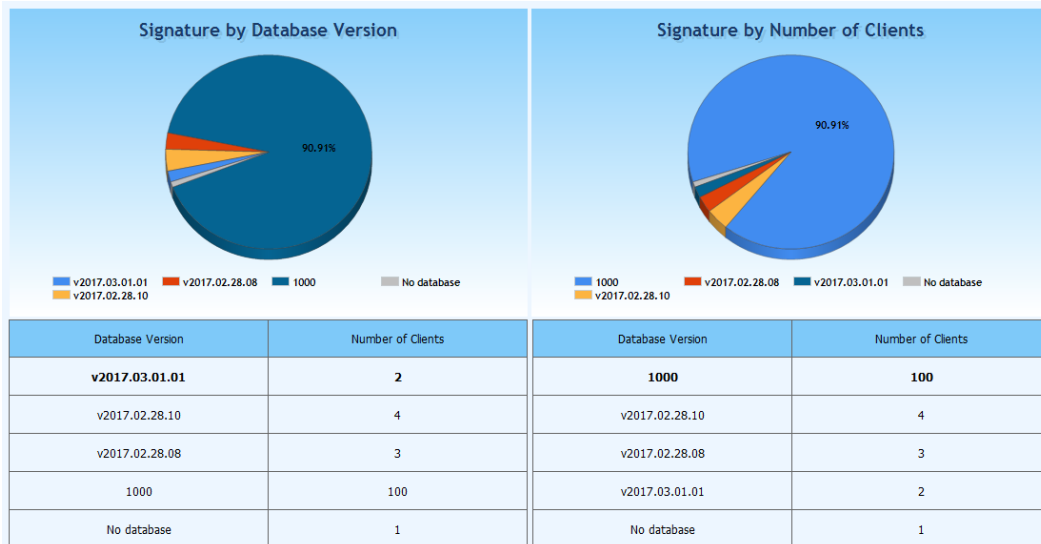 Signature by Database Version
90.91%
v2017.03.01.01 v2017.02.28.08 1000 No database
v2017.02.28.10
Database Version Number of Clients
v2017.03.01.01 2
v2017.02.28.10 4
v2017.02.28.08 3
1000 100
No database 1
Signature by Number of Clients
90.91%
1000 v2017.02.28.08 v2017.03.01.01 No database
v2017.02.28.10
Database Version Number of Clients
1000 100
v2017.02.28.10 4
v2017.02.28.08 3
v2017.03.01.01 2
No database 1